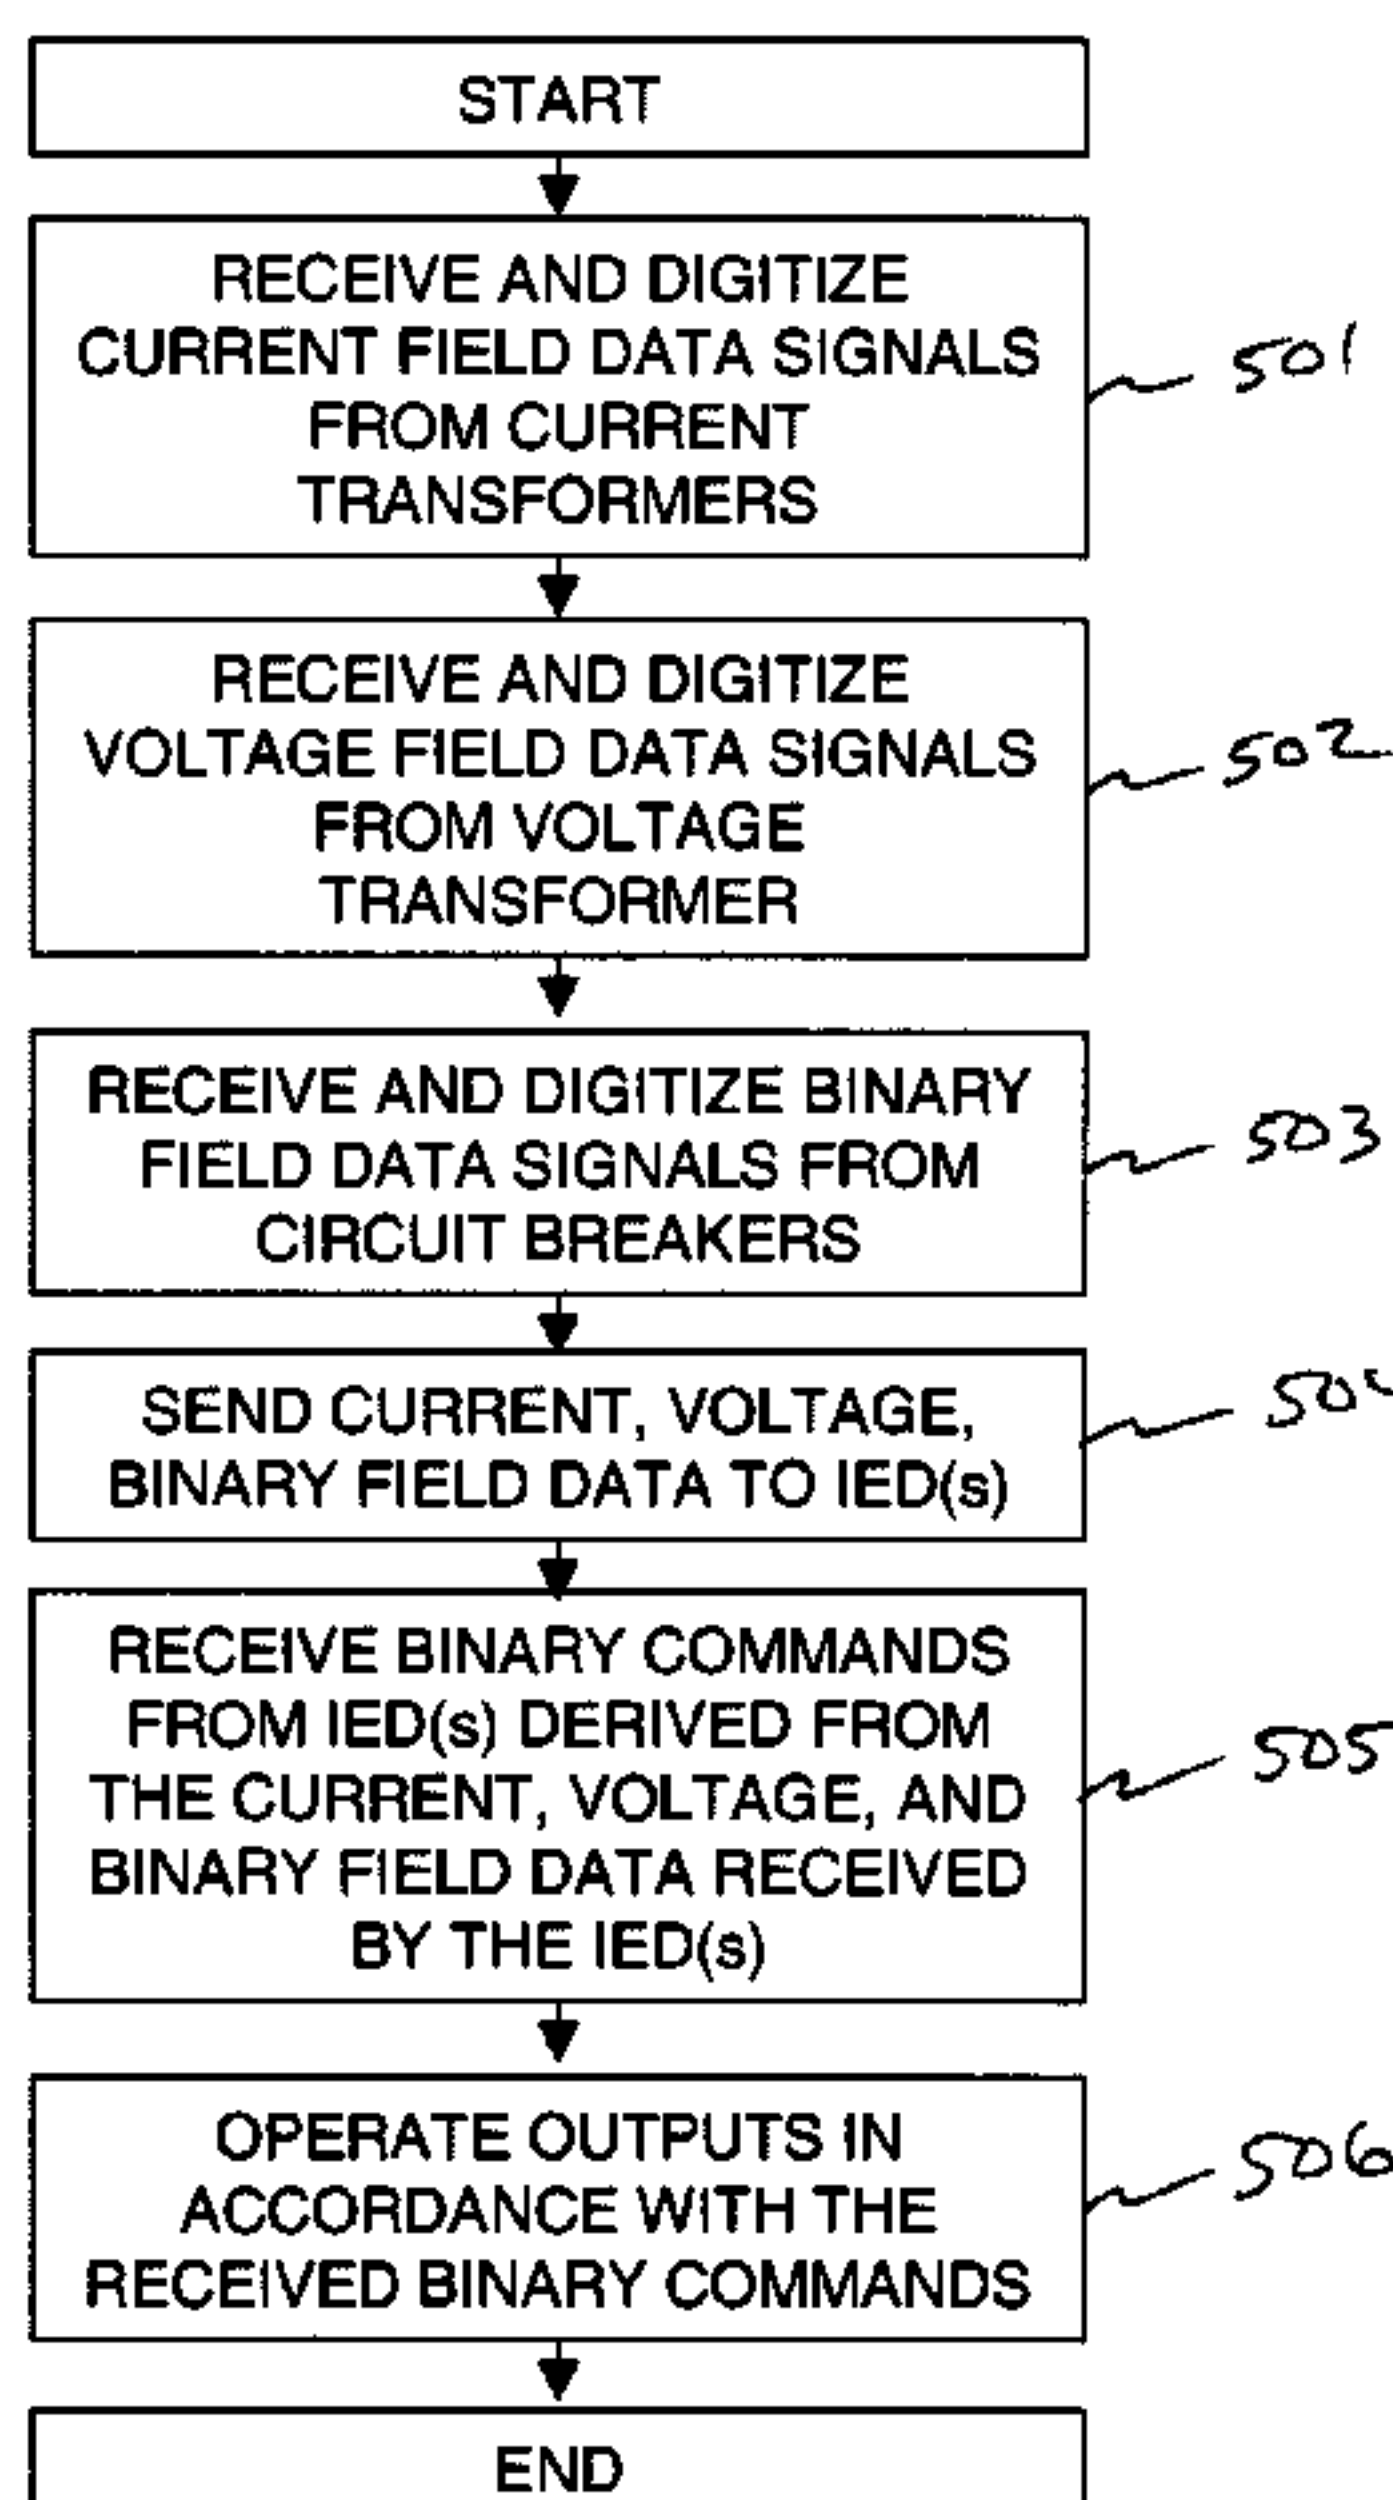 START
RECEIVE AND DIGITIZE
CURRENT FIELD DATA SIGNALS
FROM CURRENT
TRANSFORMERS
501
RECEIVE AND DIGITIZE
VOLTAGE FIELD DATA SIGNALS
FROM VOLTAGE
TRANSFORMER
502
RECEIVE AND DIGITIZE BINARY
FIELD DATA SIGNALS FROM
CIRCUIT BREAKERS
503
SEND CURRENT, VOLTAGE,
BINARY FIELD DATA TO IED(s)
RECEIVE BINARY COMMANDS
FROM IED(s) DERIVED FROM
THE CURRENT, VOLTAGE, AND
BINARY FIELD DATA RECEIVED
BY THE IED(s)
505
OPERATE OUTPUTS IN
ACCORDANCE WITH THE
RECEIVED BINARY COMMANDS
506
END